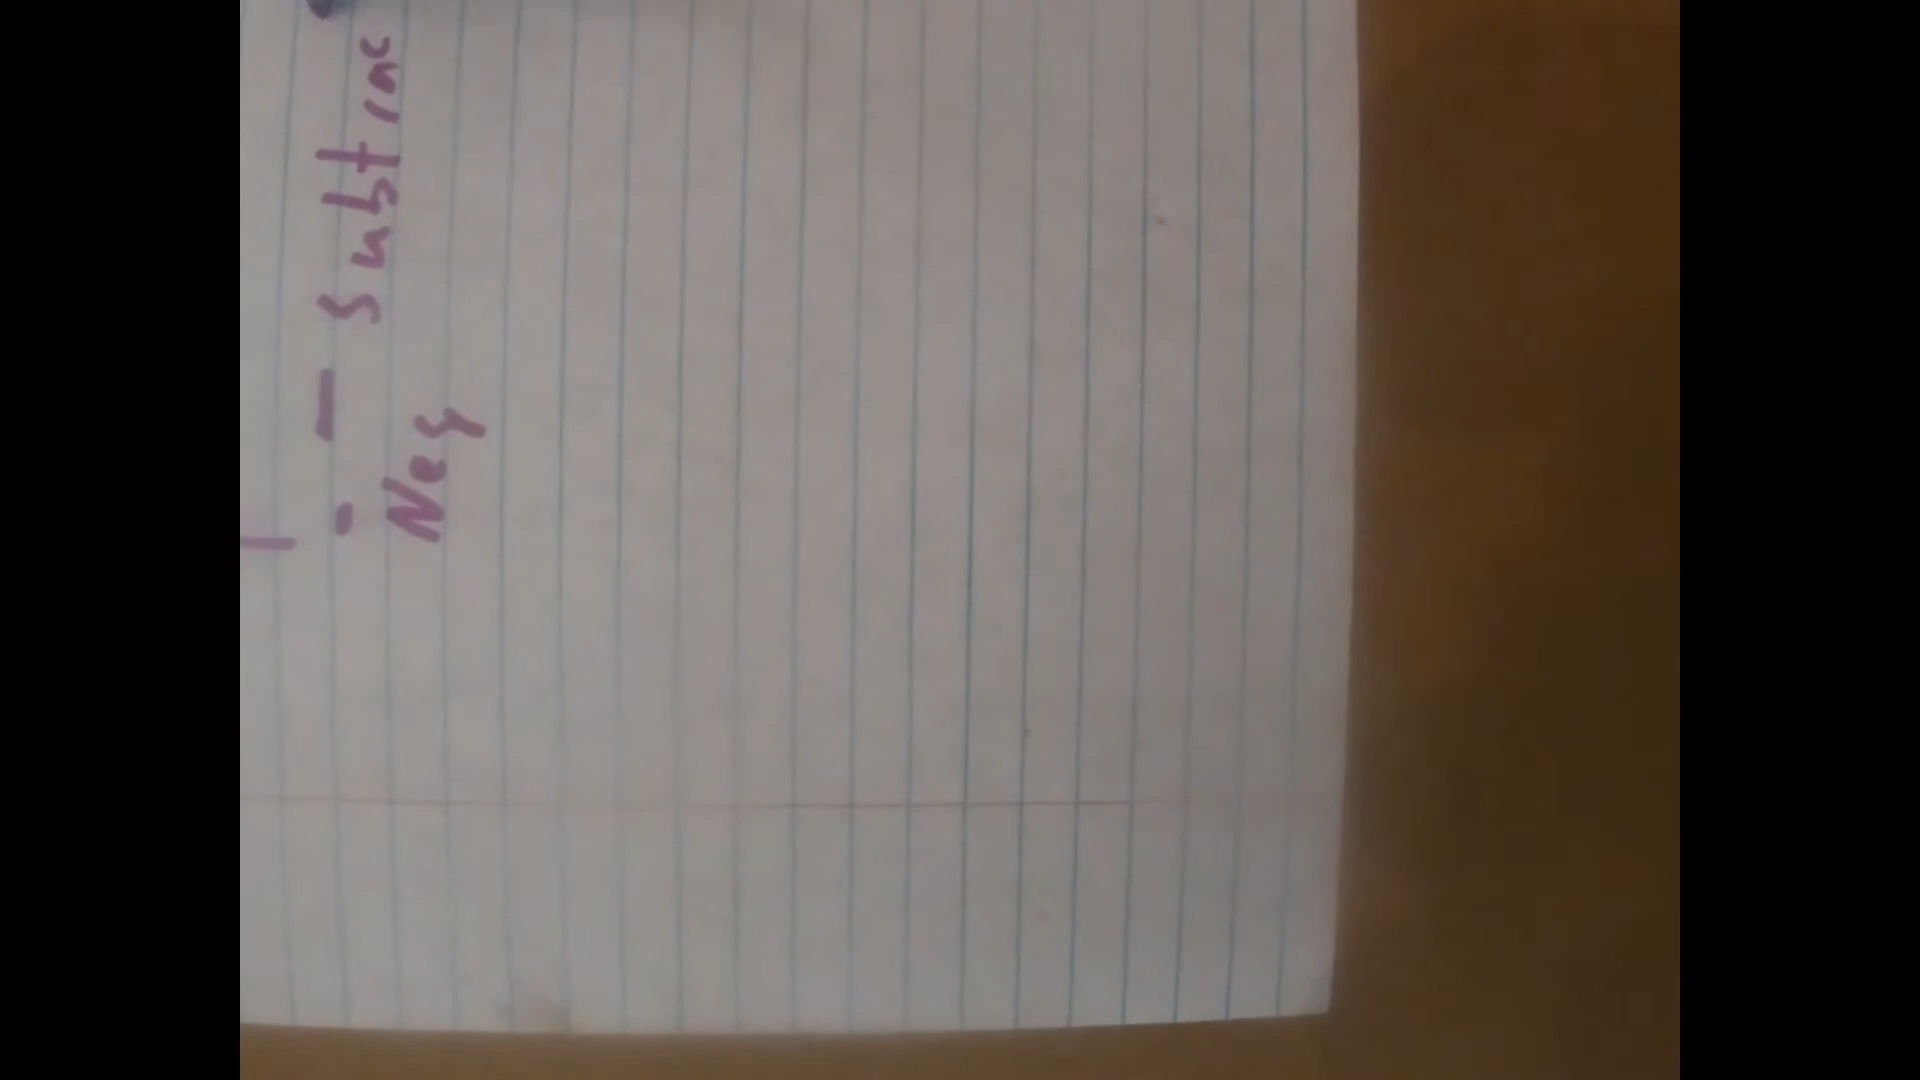 - — subtrac
Neg